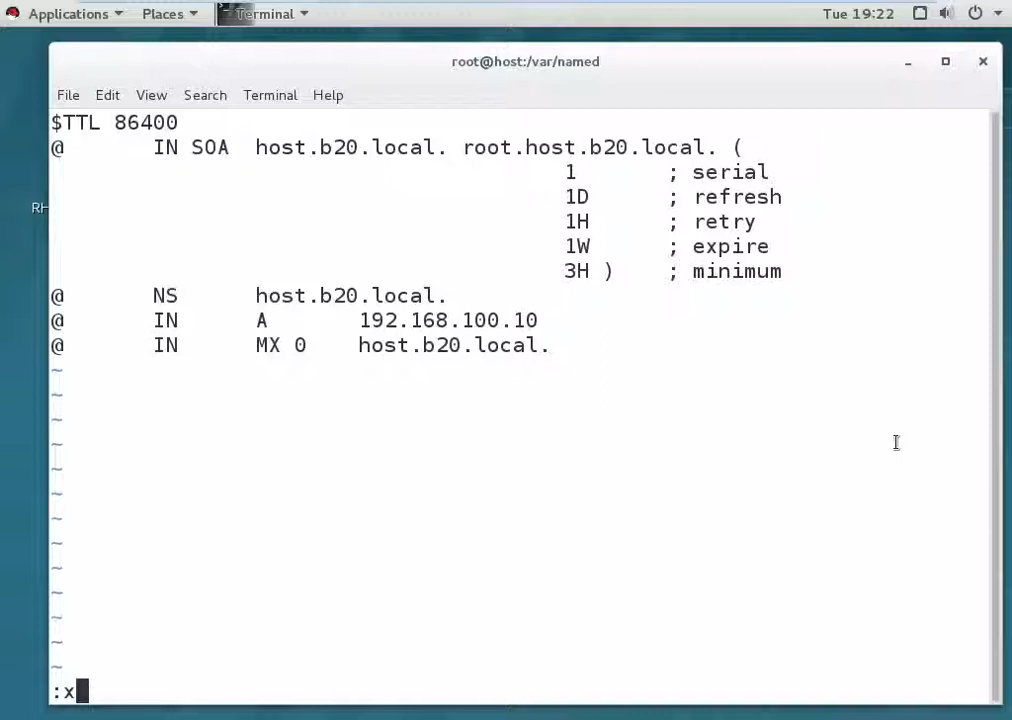 Applications Places Terminal Tue 19:22
root@host:/var/named
File Edit View Search Terminal Help
$TTL 86400
@ IN SOA host.b20.local. root.host.b20.local. (
1 ; serial
1D ; refresh
1H ; retry
1W ; expire
3H ) ; minimum
@ NS host.b20.local.
@ IN A 192.168.100.10
@ IN MX 0 host.b20.local.
~
~
~
~
~
~
~
~
~
~
~
~
~
RH
:x